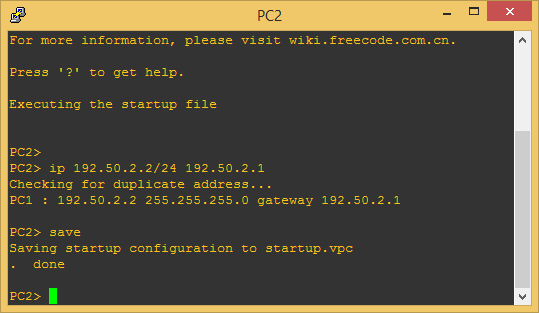 PC2
For more information, please visit wiki.freecode.com.cn.
Press '?' to get help.
Executing the startup file
PC2>
PC2> ip 192.50.2.2/24 192.50.2.1
Checking for duplicate address...
PC1 : 192.50.2.2 255.255.255.0 gateway 192.50.2.1
PC2> save
Saving startup configuration to startup.vpc
.  done
PC2>